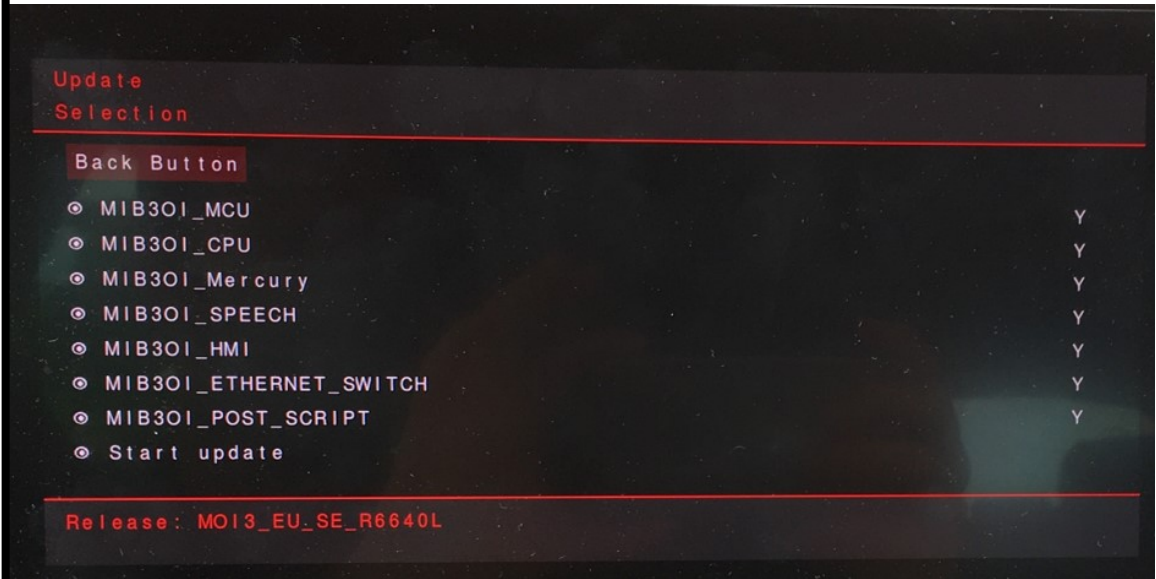 Update
Selection
Back Button
MIB3OI_MCU Y
MIB3OI_CPU Y
MIB3OI_Mercury Y
MIB3OI_SPEECH Y
MIB3OI_HMI Y
MIB3OI_ETHERNET_SWITCH Y
MIB3OI_POST_SCRIPT Y
Start update
Release: MOI3_EU_SE_R6640L